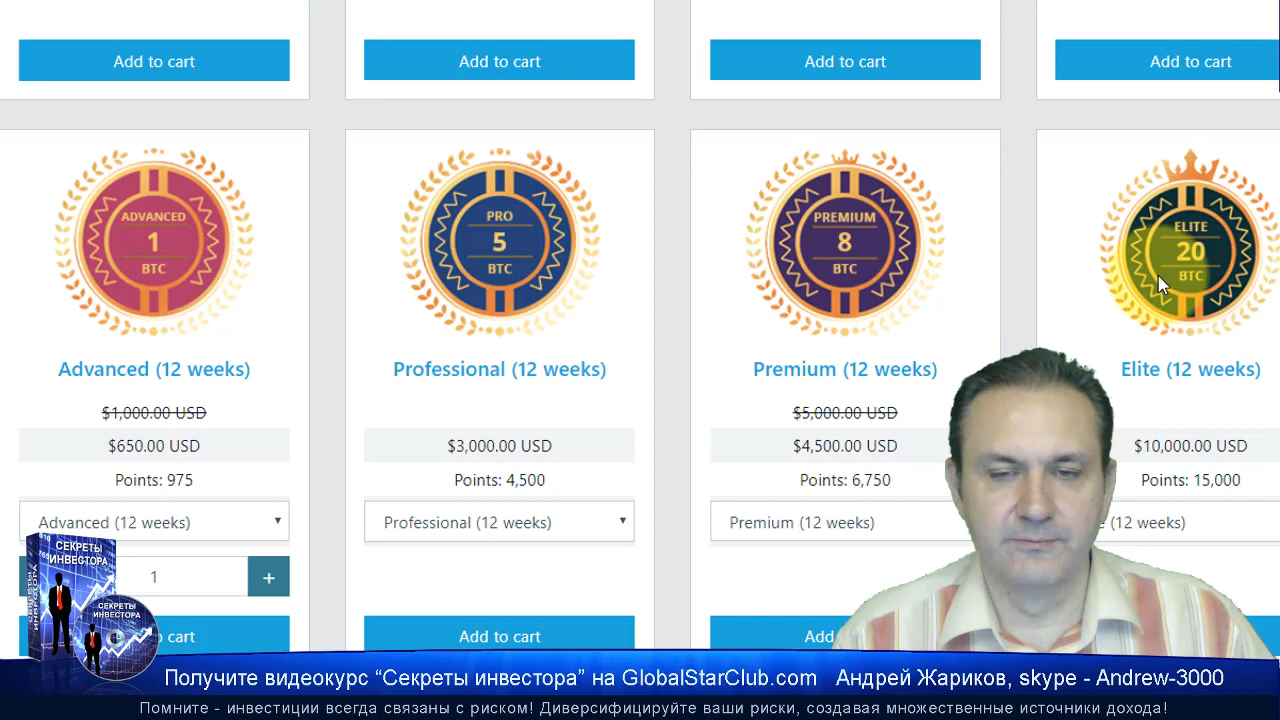 Add to cart
Add to cart
Add to cart
Add to cart
ADVANCED
1
BTC
PRO
5
BTC
PREMIUM
8
BTC
ELITE
20
BTC
Advanced (12 weeks)
Professional (12 weeks)
Premium (12 weeks)
Elite (12 weeks)
$1,000.00 USD
$5,000.00 USD
$650.00 USD
$3,000.00 USD
$4,500.00 USD
$10,000.00 USD
Points: 975
Points: 4,500
Points: 6,750
Points: 15,000
Advanced (12 weeks)
Professional (12 weeks)
Premium (12 weeks)
(12 weeks)
1
+
cart
Add to cart
Add
СЕКРЕТЫ
ИНВЕСТОРА
СЕКРЕТЫ
ИНВЕСТОРА
ИНВЕСТОРА
Получите видеокурс “Секреты инвестора” на GlobalStarClub.com Андрей Жариков, skype - Andrew-3000
Помните - инвестиции всегда связаны с риском! Диверсифицируйте ваши риски, создавая множественные источники дохода!